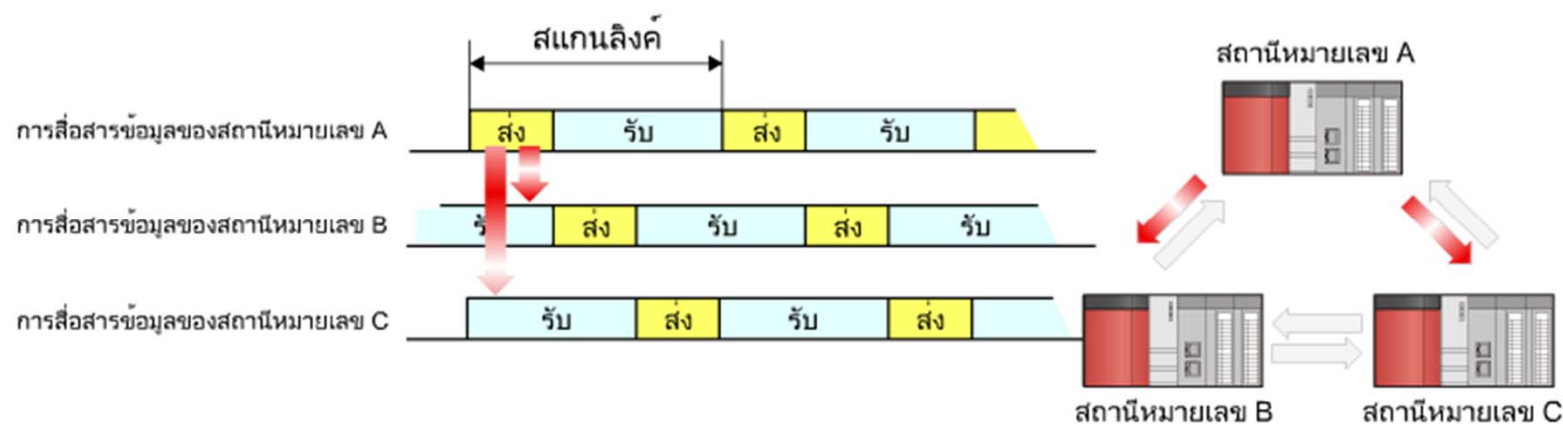 สแกนลิงค์
สถานีหมายเลข A
การสื่อสารข้อมูลของสถานีหมายเลข A
ส่ง รับ ส่ง รับ
การสื่อสารข้อมูลของสถานีหมายเลข B
รับ ส่ง รับ ส่ง รับ
การสื่อสารข้อมูลของสถานีหมายเลข C
รับ ส่ง รับ ส่ง
สถานีหมายเลข B
สถานีหมายเลข C